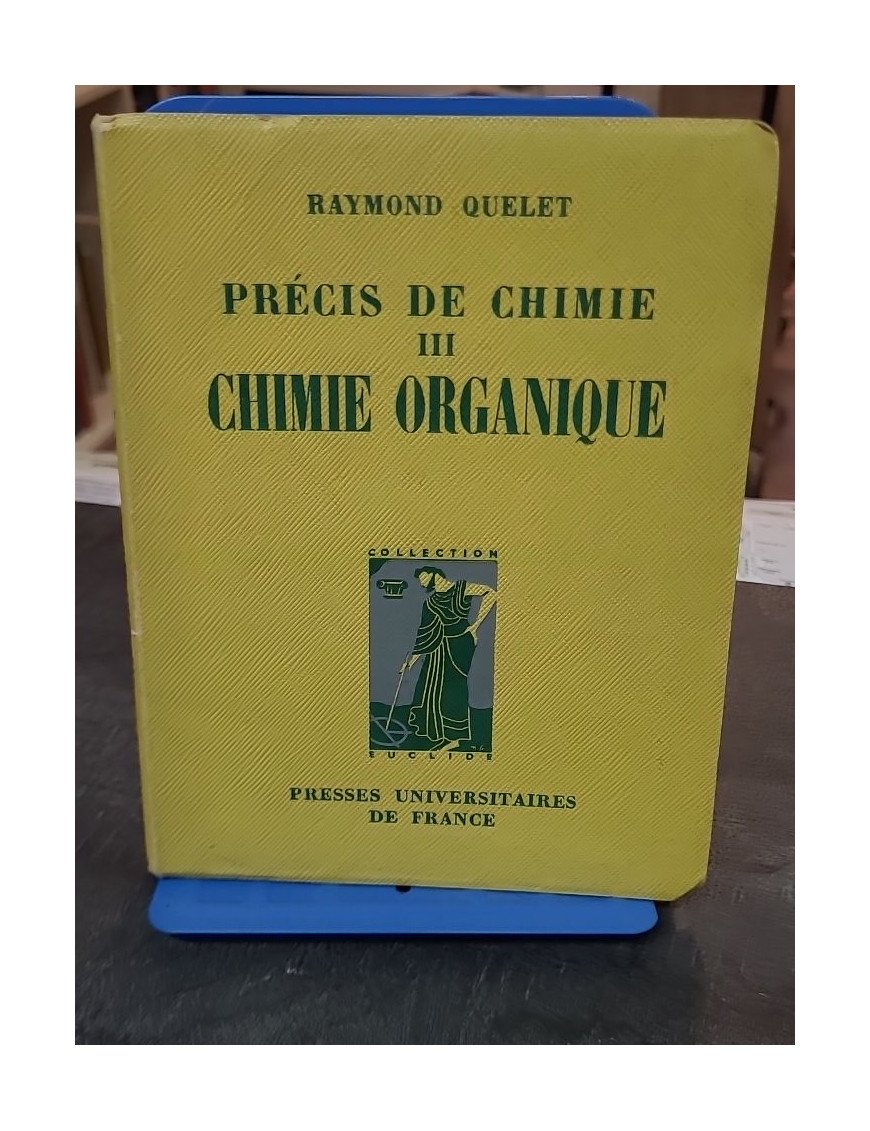 RAYMOND QUELET
PRÉCIS DE CHIMIE
III
CHIMIE ORGANIQUE
COLLECTION
EUCLIDE
PRESSES UNIVERSITAIRES
DE FRANCE